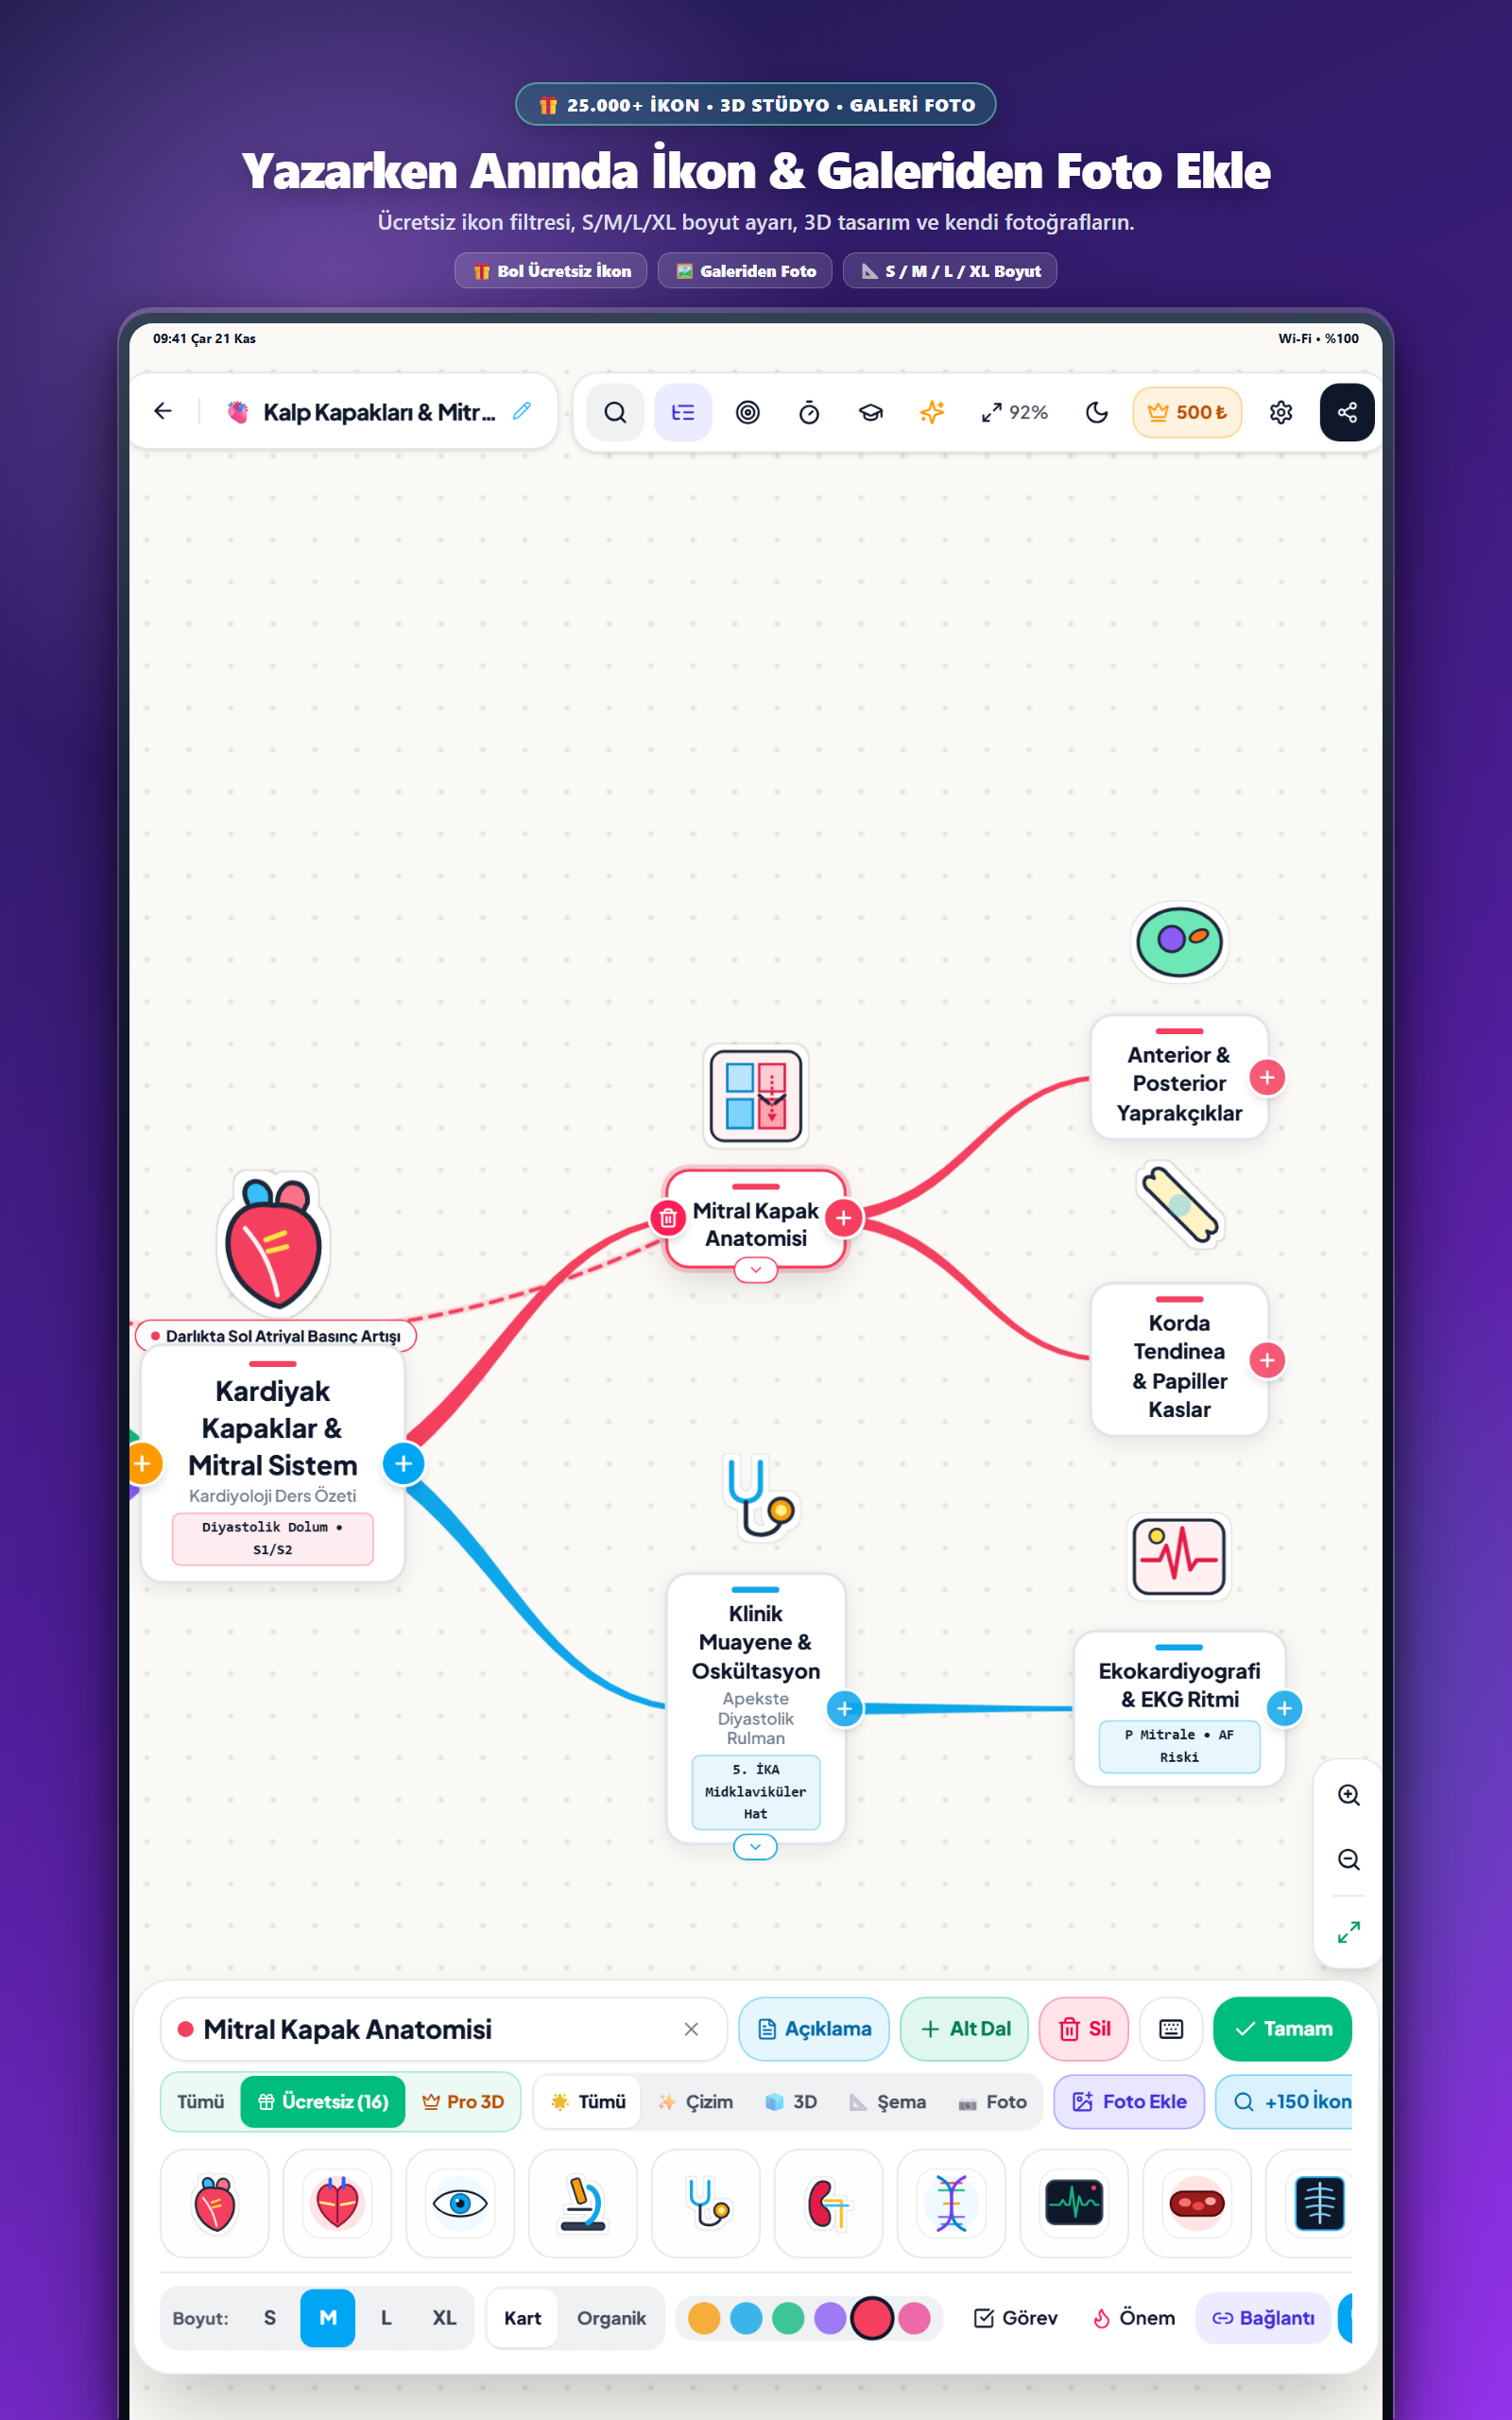 🎁 25.000+ İKON • 3D STÜDYO • GALERİ FOTO
Yazarken Anında İkon & Galeriden Foto Ekle
Ücretsiz ikon filtresi, S/M/L/XL boyut ayarı, 3D tasarım ve kendi fotoğrafların.
🎁 Bol Ücretsiz İkon
🖼️ Galeriden Foto
📐 S / M / L / XL Boyut
09:41 Çar 21 Kas
Wi-Fi • %100
Kalp Kapakları & Mitr...
92%
500 ₺
Anterior &
Posterior
Yaprakçıklar
Mitral Kapak
Anatomisi
Darlıkta Sol Atriyal Basınç Artışı
Korda
Tendinea
& Papiller
Kaslar
Kardiyak
Kapaklar &
Mitral Sistem
Kardiyoloji Ders Özeti
Diyastolik Dolum •
S1/S2
Klinik
Muayene &
Oskültasyon
Apekste
Diyastolik
Rulman
5. İKA
Midklaviküler
Hat
Ekokardiyografi
& EKG Ritmi
P Mitrale • AF
Riski
Mitral Kapak Anatomisi
Açıklama
Alt Dal
Sil
Tamam
Tümü
Ücretsiz (16)
Pro 3D
Tümü
Çizim
3D
Şema
Foto
Foto Ekle
+150 İkon
Boyut:
S
M
L
XL
Kart
Organik
Görev
Önem
Bağlantı